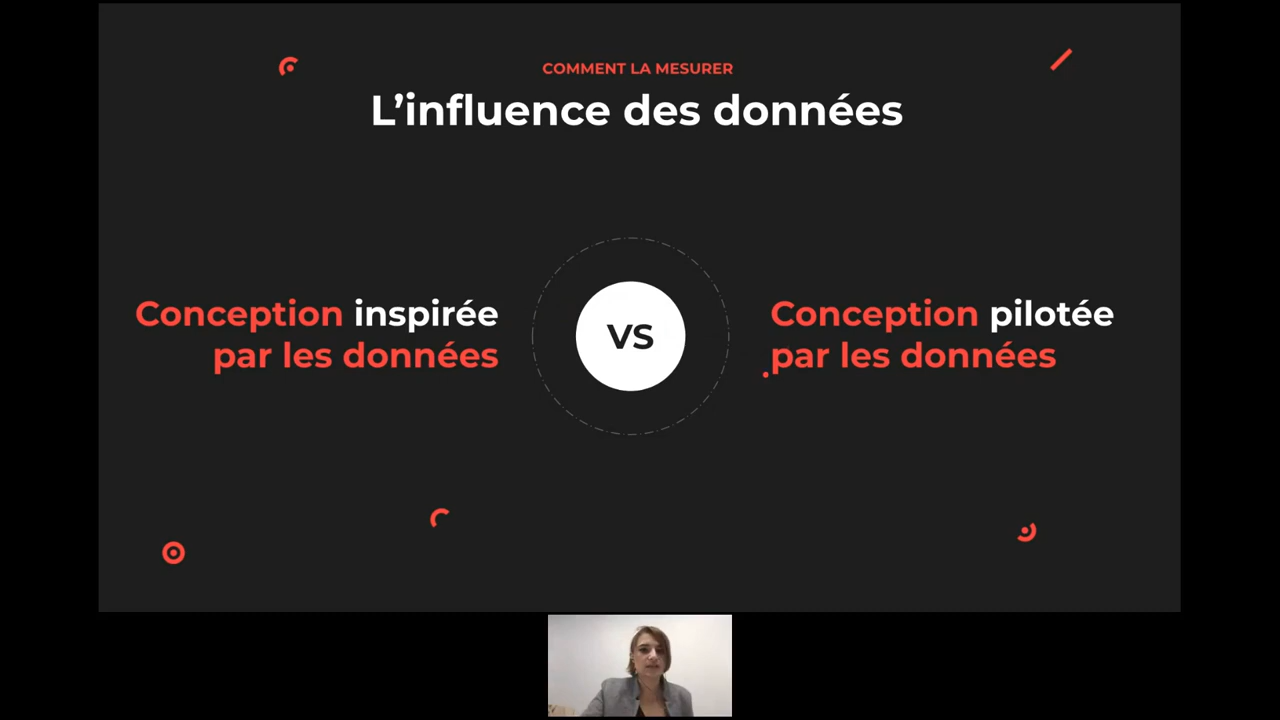 COMMENT LA MESURER
L’influence des données
Conception inspirée
par les données
VS
Conception pilotée
par les données